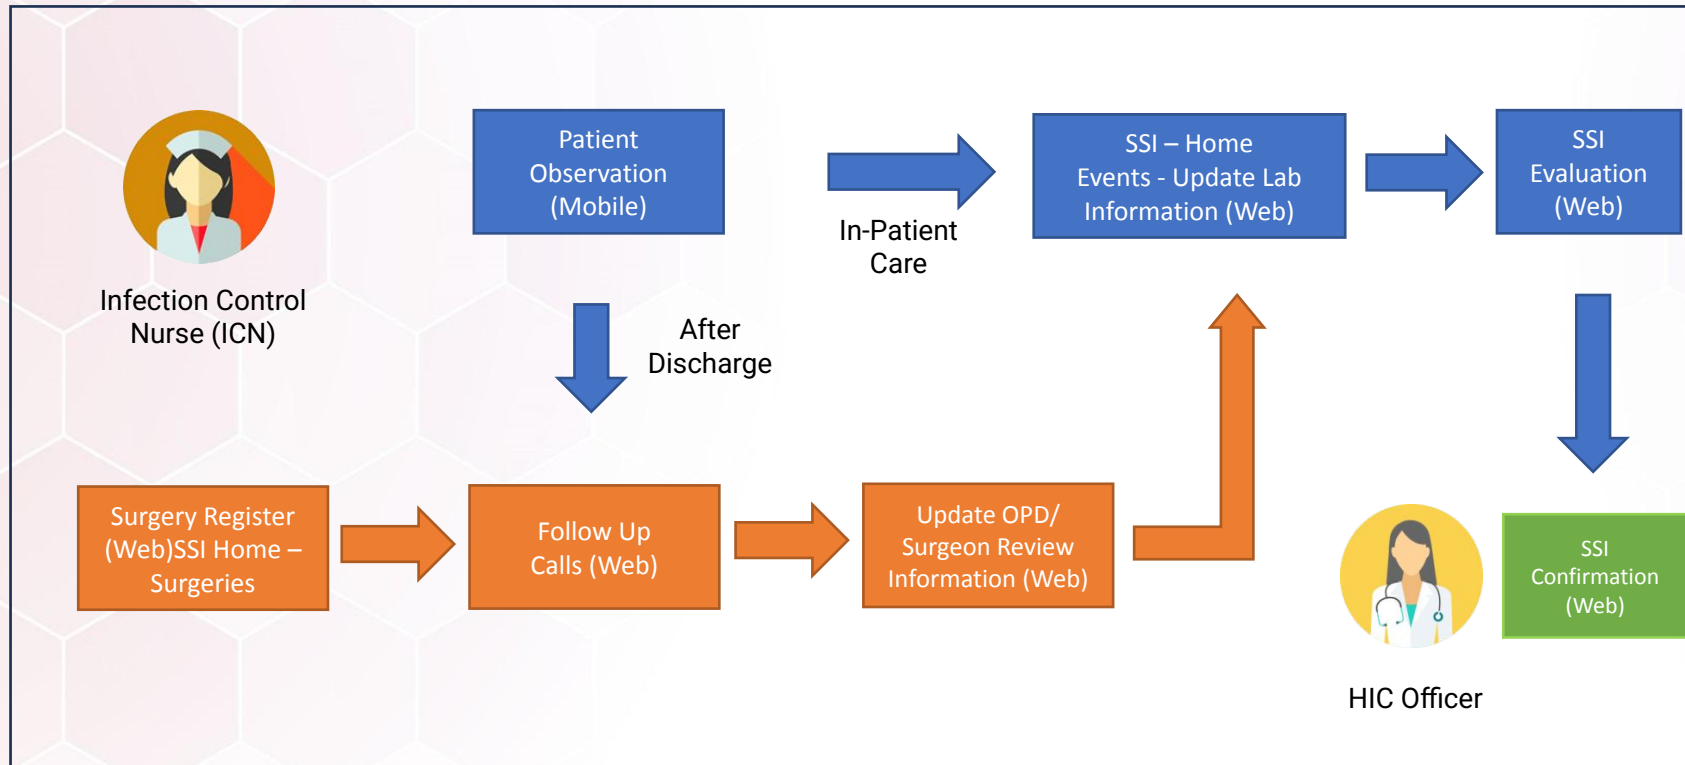 Patient
Observation
(Mobile)
SSI – Home
Events - Update Lab
Information (Web)
SSI
Evaluation
(Web)
In-Patient
Care
Infection Control
Nurse (ICN)
After
Discharge
Surgery Register
(Web)SSI Home –
Surgeries
Follow Up
Calls (Web)
Update OPD/
Surgeon Review
Information (Web)
SSI
Confirmation
(Web)
HIC Officer